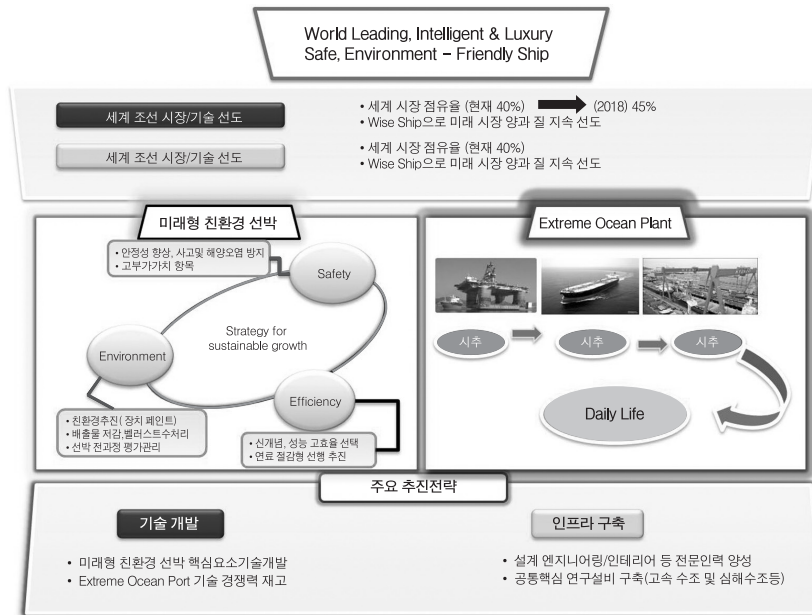 World Leading, Intelligent & Luxury
Safe, Environment – Friendly Ship
세계 조선 시장/기술 선도
• 세계 시장 점유율 (현재 40%) (2018) 45%
• Wise Ship으로 미래 시장 양과 질 지속 선도
세계 조선 시장/기술 선도
• 세계 시장 점유율 (현재 40%)
• Wise Ship으로 미래 시장 양과 질 지속 선도
미래형 친환경 선박
• 안정성 향상, 사고및 해양오염 방지
• 고부가가치 항목
Safety
Strategy for
sustainable growth
Environment
Efficiency
• 친환경추진( 장치 페인트)
• 배출물 저감,벨러스트수처리
• 선박 전과정 평가관리
• 신개념, 성능 고효율 선택
• 연료 절감형 선행 추진
Extreme Ocean Plant
시추
시추
시추
Daily Life
주요 추진전략
기술 개발
• 미래형 친환경 선박 핵심요소기술개발
• Extreme Ocean Port 기술 경쟁력 재고
인프라 구축
• 설계 엔지니어링/인테리어 등 전문인력 양성
• 공통핵심 연구설비 구축(고속 수조 및 심해수조등)